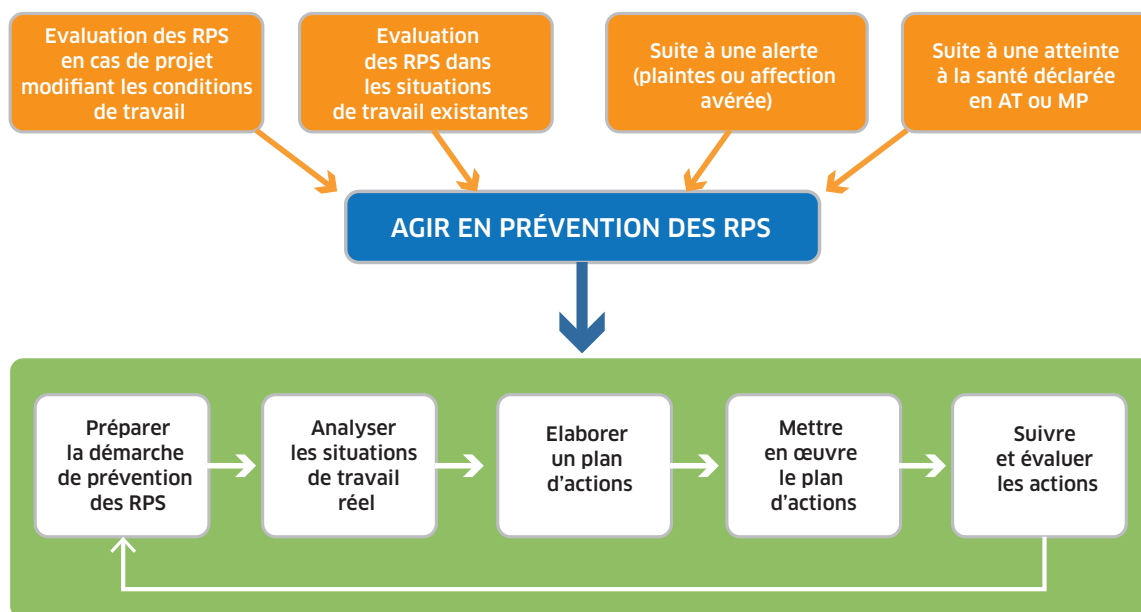 Evaluation des RPS
en cas de projet
modifiant les conditions
de travail
Evaluation
des RPS dans
les situations
de travail existantes
Suite à une alerte
(plaintes ou affection
avérée)
Suite à une atteinte
à la santé déclarée
en AT ou MP
AGIR EN PRÉVENTION DES RPS
Préparer
la démarche
de prévention
des RPS
Analyser
les situations
de travail
réel
Elaborer
un plan
d'actions
Mettre
en œuvre
le plan
d'actions
Suivre
et évaluer
les actions